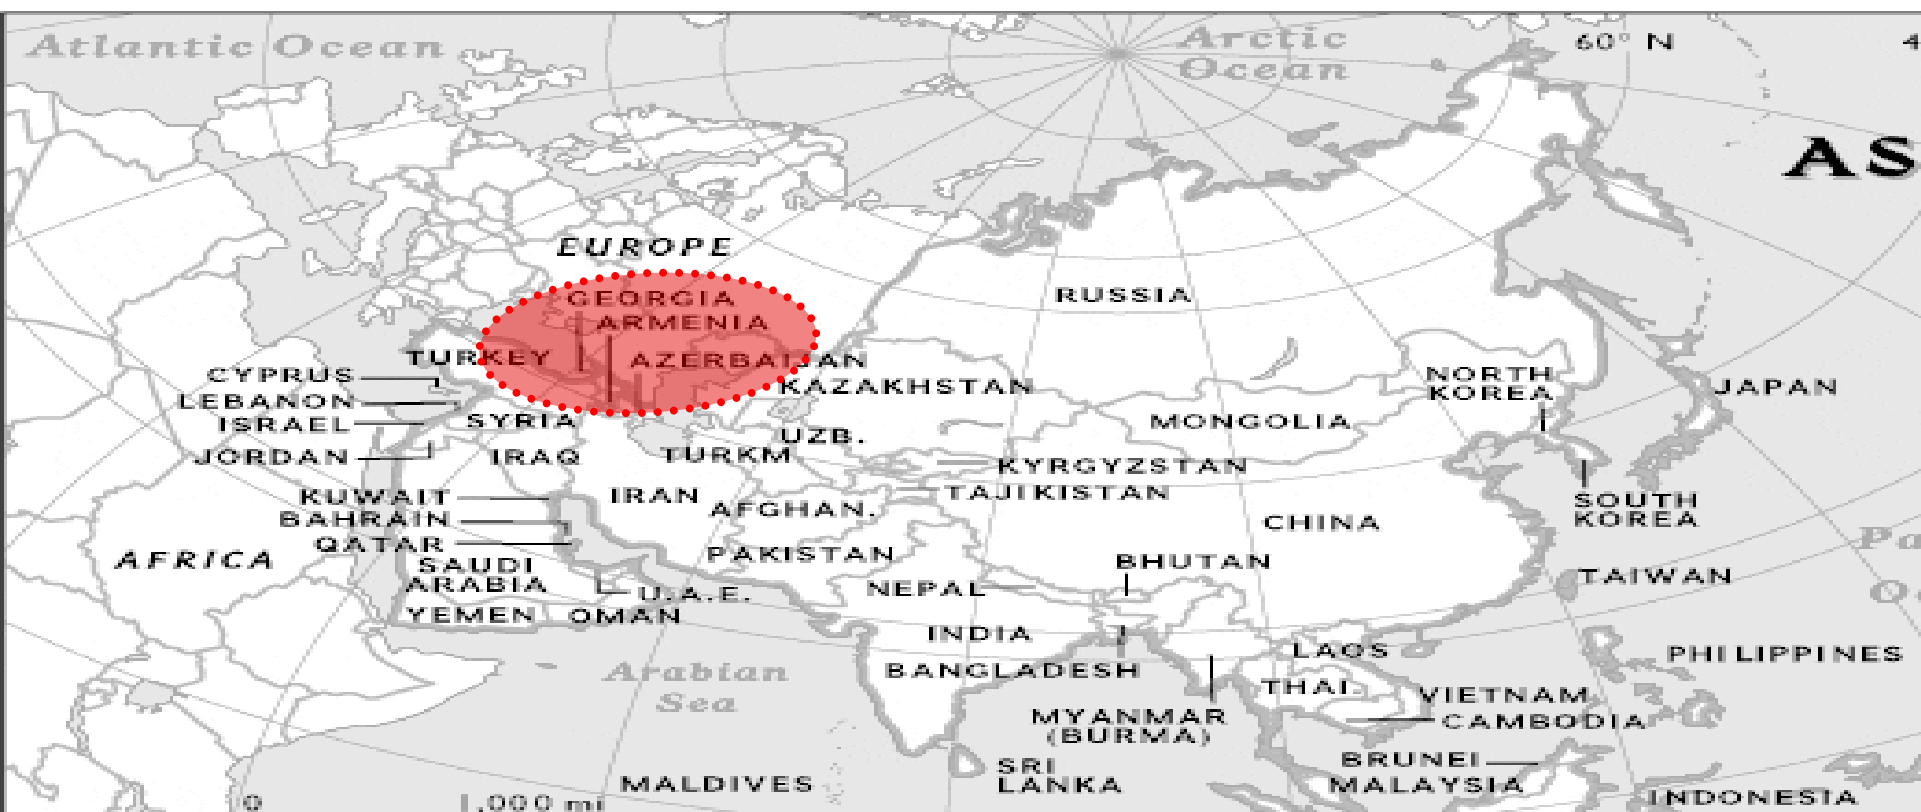 Atlantic Ocean
Arctic
Ocean
60° N
4
AS
EUROPE
GEORGIA
ARMENIA
RUSSIA
TURKEY
AZERBAIJAN
CYPRUS
KAZAKHSTAN
NORTH
KOREA
JAPAN
LEBANON
ISRAEL
SYRIA
MONGOLIA
UZB.
JORDAN
IRAQ
TURKM
KYRGYZSTAN
KUWAIT
IRAN
AFGHAN.
TAJIKISTAN
SOUTH
KOREA
BAHRAIN
CHINA
QATAR
AFRICA
PAKISTAN
BHUTAN
Pa
SAUDI
ARABIA
U.A.E.
NEPAL
TAIWAN
O
YEMEN
OMAN
INDIA
LAOS
PHILIPPINES
Arabian
Sea
BANGLADESH
THAI.
VIETNAM
MYANMAR
(BURMA)
CAMBODIA
SRI
LANKA
BRUNEI
MALDIVES
MALAYSIA
INDONESIA
0
1,000 mi